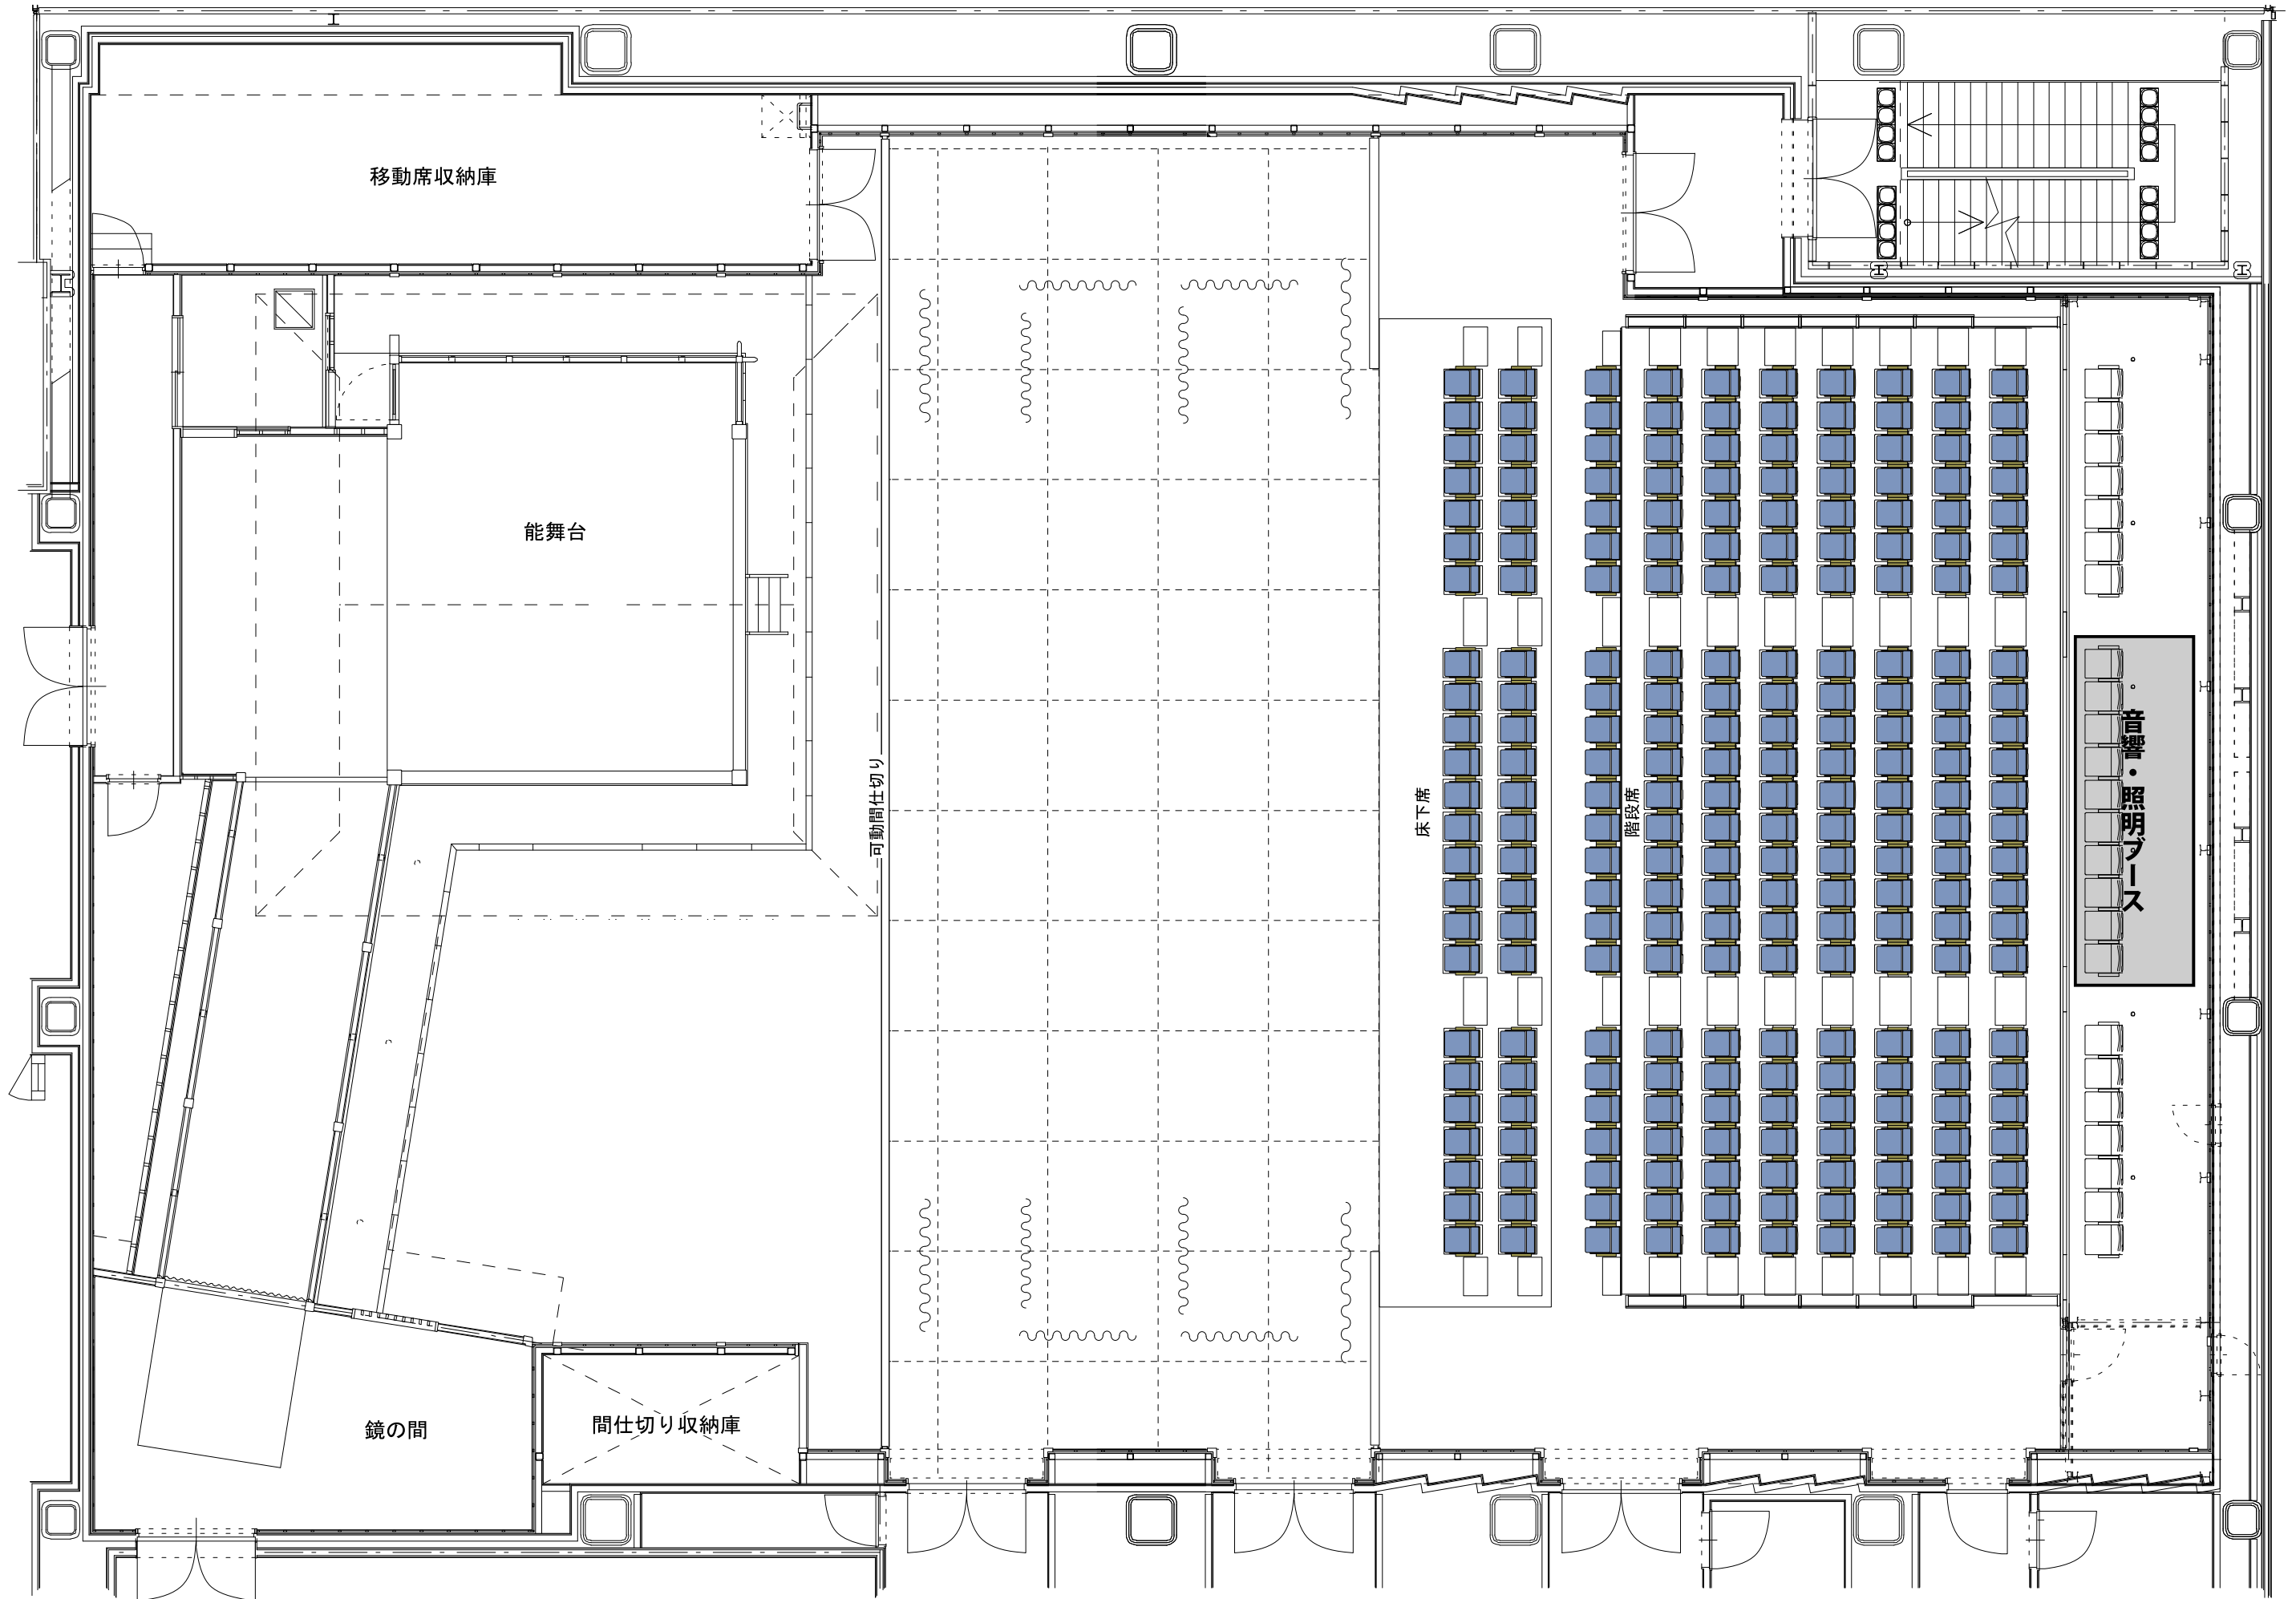 移動席収納庫
能舞台
可動間仕切り
床下席
階段席
音響・照明ブース
鏡の間
間仕切り収納庫